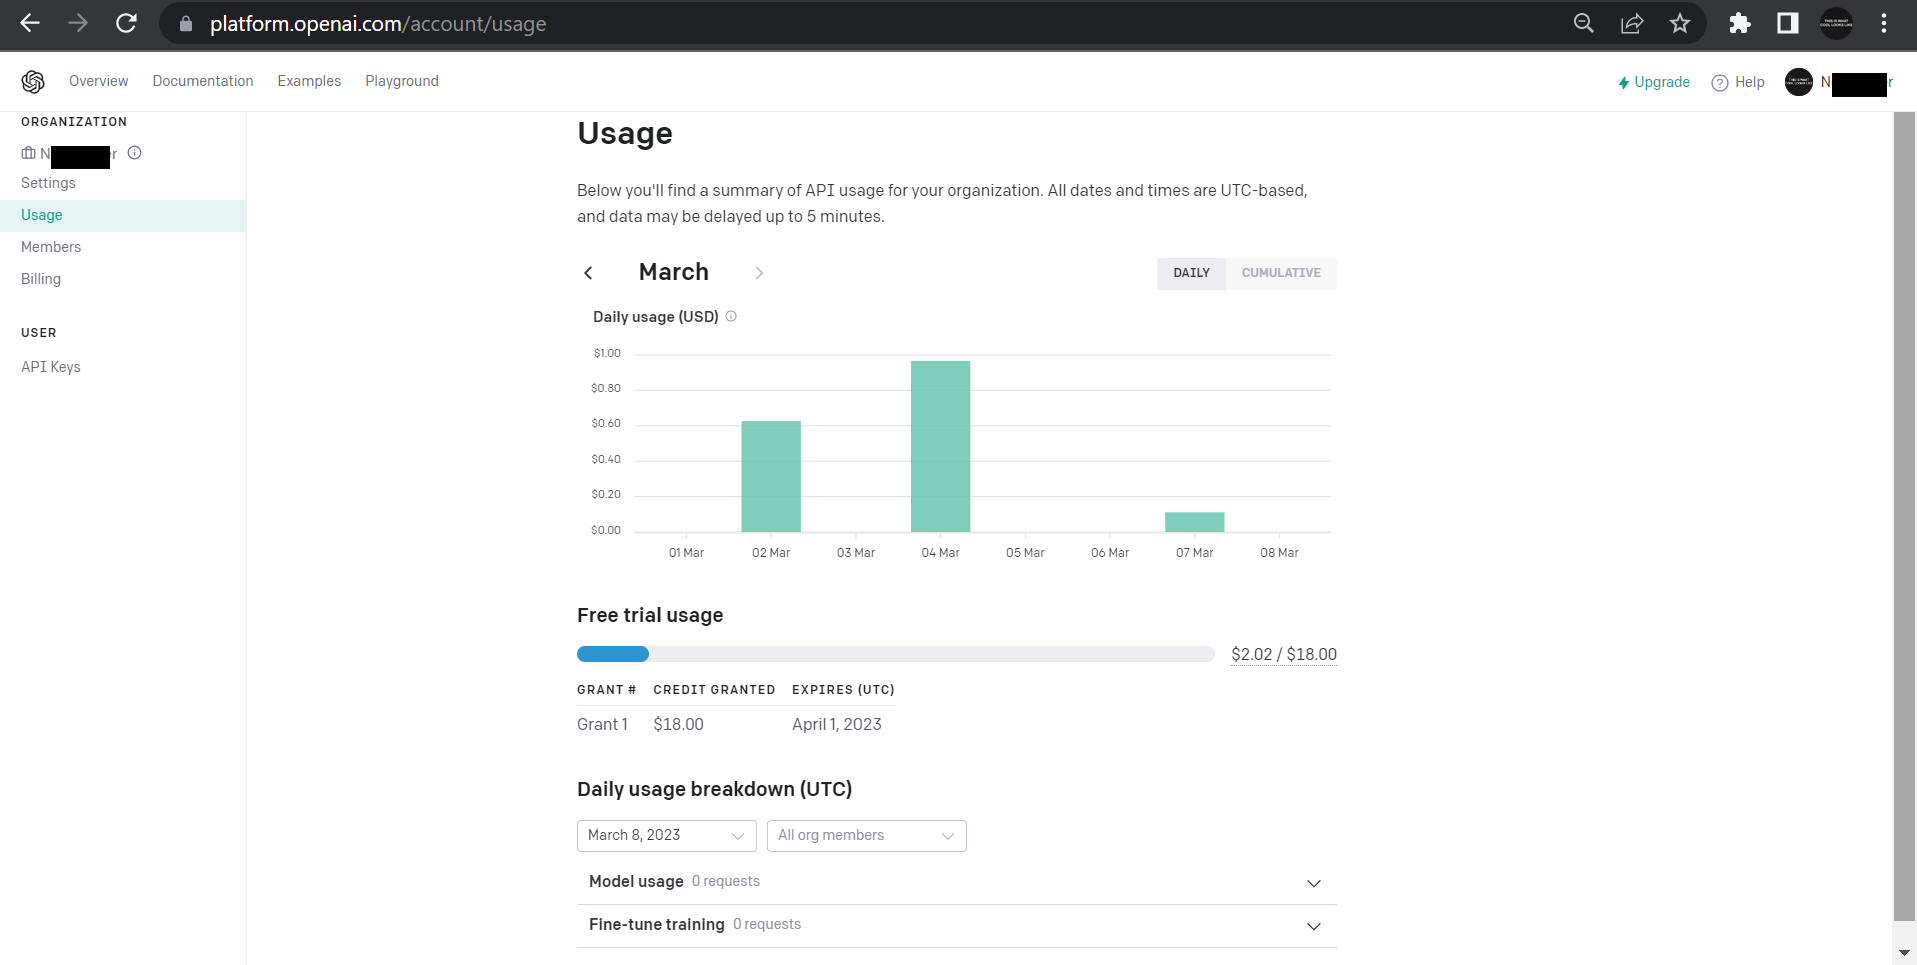 platform.openai.com/account/usage
Overview Documentation Examples Playground
Upgrade Help N r
ORGANIZATION
N r
Settings
Usage
Members
Billing
USER
API Keys
Usage
Below you'll find a summary of API usage for your organization. All dates and times are UTC-based,
and data may be delayed up to 5 minutes.
March
DAILY CUMULATIVE
Daily usage (USD)
$1.00
$0.80
$0.60
$0.40
$0.20
$0.00
01 Mar 02 Mar 03 Mar 04 Mar 05 Mar 06 Mar 07 Mar 08 Mar
Free trial usage
$2.02 / $18.00
GRANT # CREDIT GRANTED EXPIRES (UTC)
Grant 1 $18.00 April 1, 2023
Daily usage breakdown (UTC)
March 8, 2023 All org members
Model usage 0 requests
Fine-tune training 0 requests